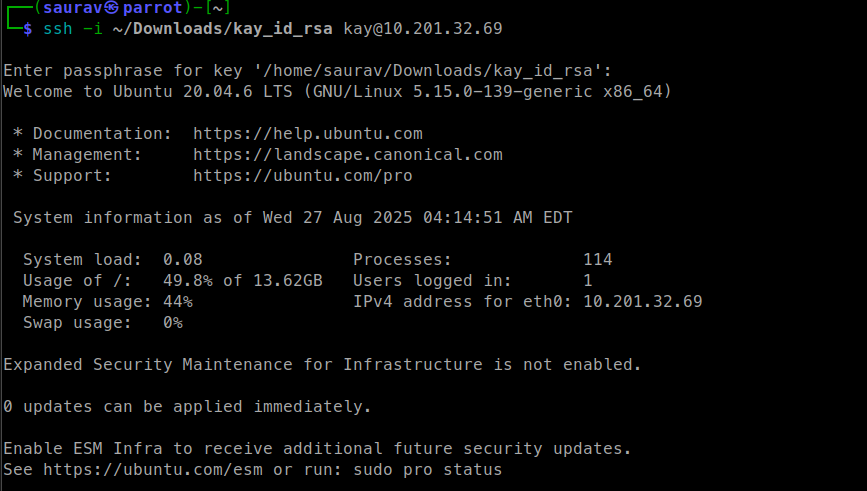 ┌──(saurav㉿parrot)-[~]
└─$ ssh -i ~/Downloads/kay_id_rsa kay@10.201.32.69
Enter passphrase for key '/home/saurav/Downloads/kay_id_rsa':
Welcome to Ubuntu 20.04.6 LTS (GNU/Linux 5.15.0-139-generic x86_64)
* Documentation:  https://help.ubuntu.com
* Management:     https://landscape.canonical.com
* Support:        https://ubuntu.com/pro
System information as of Wed 27 Aug 2025 04:14:51 AM EDT
System load:  0.08               Processes:             114
Usage of /:   49.8% of 13.62GB   Users logged in:       1
Memory usage: 44%                IPv4 address for eth0: 10.201.32.69
Swap usage:   0%
Expanded Security Maintenance for Infrastructure is not enabled.
0 updates can be applied immediately.
Enable ESM Infra to receive additional future security updates.
See https://ubuntu.com/esm or run: sudo pro status